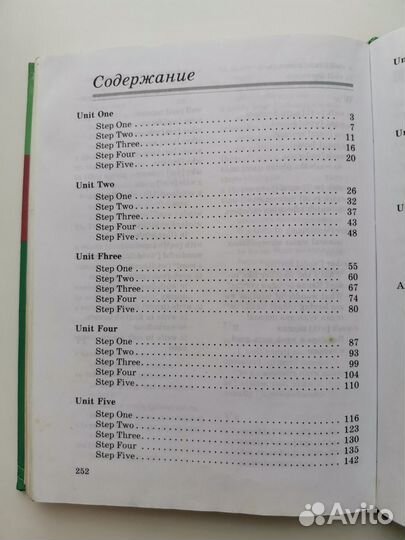 Содержание
Unit One
Step One 3
Step Two 7
Step Three 11
Step Four 16
Step Five 20
Unit Two
Step One 26
Step Two 32
Step Three 37
Step Four 43
Step Five 48
Unit Fhree
Step One 55
Step Two 60
Step Three 67
Step Four 74
Step Five 80
Unit Four
Step One 87
Step Two 93
Step Three 99
Step Four 104
Step Five 110
Unit Five
Step One 116
Step Two 123
Step Three 130
Step Four 135
Step Five 142
252
Avito